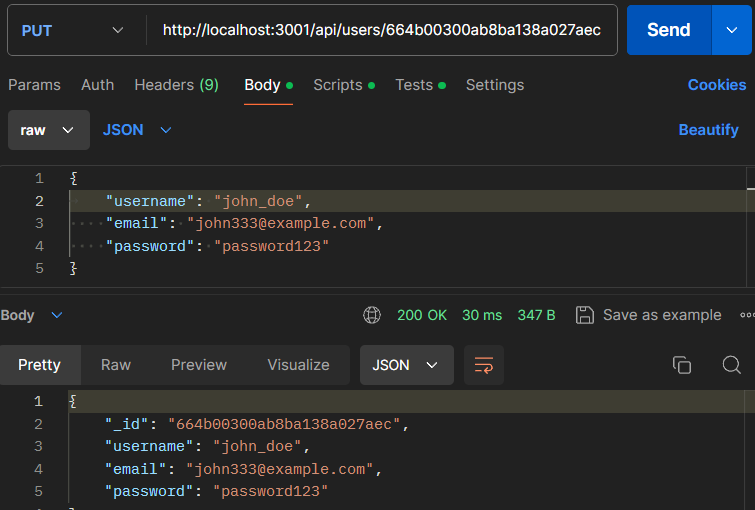 PUT http://localhost:3001/api/users/664b00300ab8ba138a027aec Send
Params Auth Headers (9) Body Scripts Tests Settings Cookies
raw JSON Beautify
1 {
2 "username": "john_doe",
3 "email": "john333@example.com",
4 "password": "password123"
5 }
Body 200 OK 30 ms 347 B Save as example
Pretty Raw Preview Visualize JSON
1 {
2 "_id": "664b00300ab8ba138a027aec",
3 "username": "john_doe",
4 "email": "john333@example.com",
5 "password": "password123"